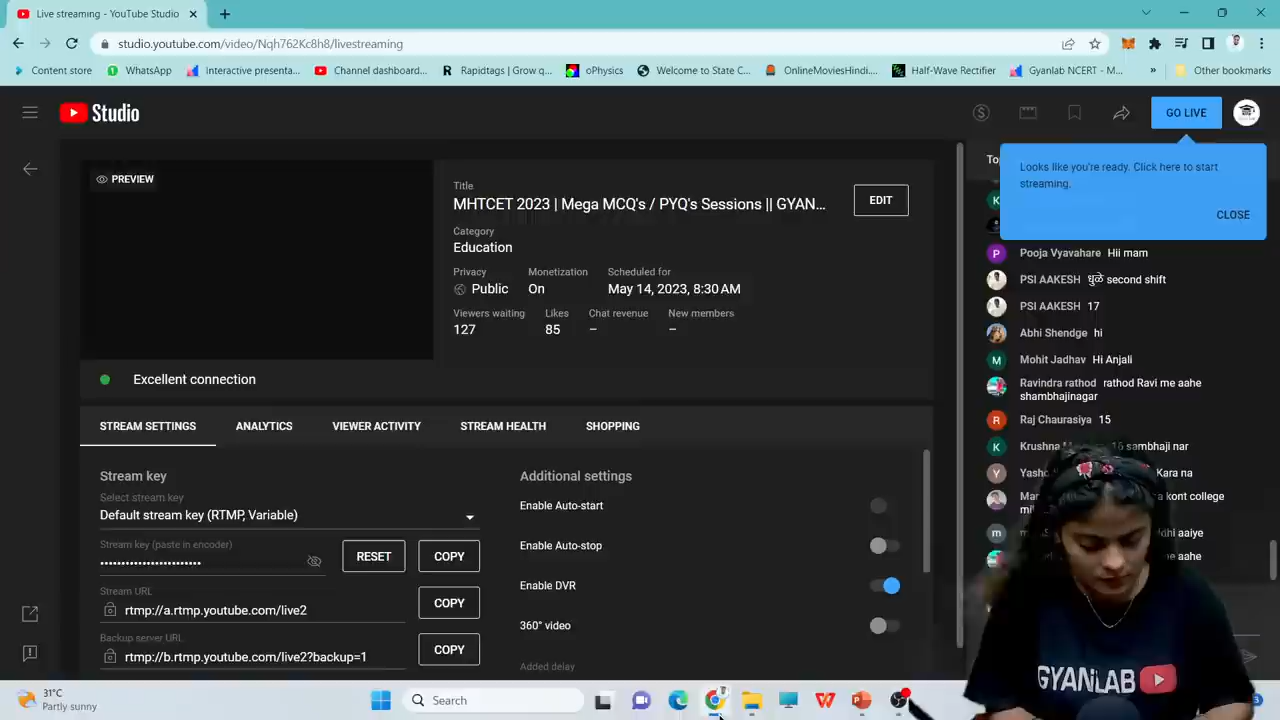 Live streaming - YouTube Studio
studio.youtube.com/video/Nqh762Kc8h8/livestreaming
Content store
WhatsApp
Interactive presenta...
Channel dashboard...
Rapidtags | Grow q...
oPhysics
Welcome to State C...
OnlineMoviesHindi....
Half-Wave Rectifier
Gyanlab NCERT - M...
»
Other bookmarks
Studio
GO LIVE
PREVIEW
Title
MHTCET 2023 | Mega MCQ's / PYQ's Sessions || GYAN...
EDIT
Category
Education
Privacy
Public
Monetization
On
Scheduled for
May 14, 2023, 8:30 AM
Viewers waiting
127
Likes
85
Chat revenue
–
New members
–
Excellent connection
STREAM SETTINGS
ANALYTICS
VIEWER ACTIVITY
STREAM HEALTH
SHOPPING
Stream key
Select stream key
Default stream key (RTMP, Variable)
Stream key (paste in encoder)
••••••••••••••••••••••••
RESET
COPY
Stream URL
rtmp://a.rtmp.youtube.com/live2
COPY
Backup server URL
rtmp://b.rtmp.youtube.com/live2?backup=1
COPY
Additional settings
Enable Auto-start
Enable Auto-stop
Enable DVR
360° video
Added delay
Looks like you're ready. Click here to start
streaming.
CLOSE
Pooja Vyavahare Hii mam
PSI AAKESH धुळे second shift
PSI AAKESH 17
Abhi Shendge hi
Mohit Jadhav Hi Anjali
Ravindra rathod rathod Ravi me aahe
shambhajinagar
Raj Chaurasiya 15
Krushna 16 sambhaji nar
Kara na
kont college
aaiye
aahe
GYANLAB
31°C
Partly sunny
Search